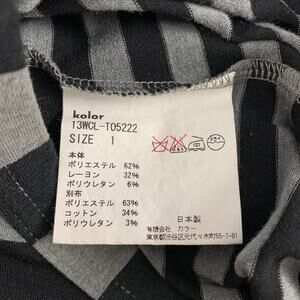 kolor
13WCL-T05222
SIZE 1
本体
ポリエステル 62%
レーヨン 32%
ポリウレタン 6%
別布
ポリエステル 63%
コットン 34%
ポリウレタン 3%
日本製
有限会社 カラー
東京都渋谷区元代々木町55-7-B1